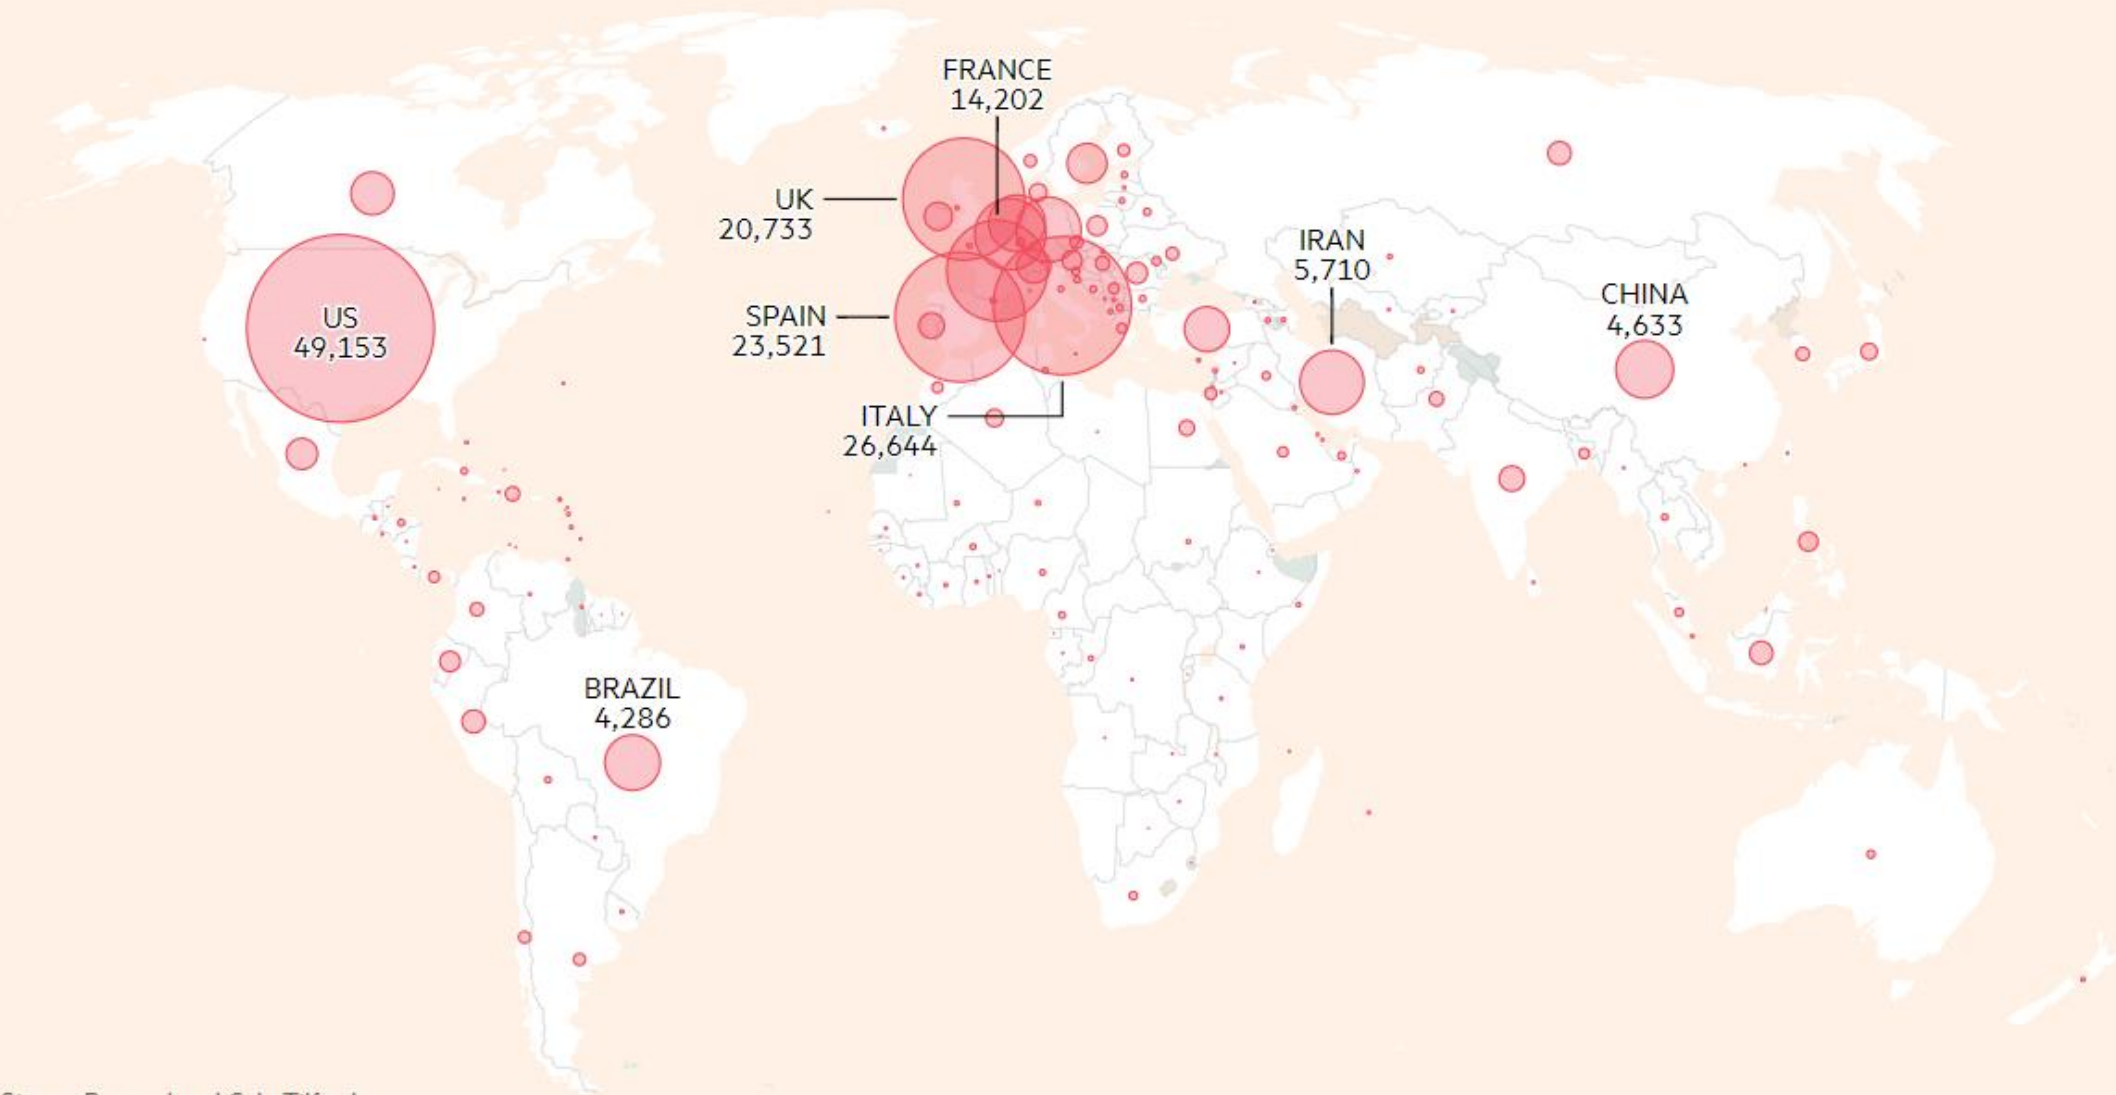 FRANCE
14,202
UK
20,733
SPAIN
23,521
ITALY
26,644
US
49,153
IRAN
5,710
CHINA
4,633
BRAZIL
4,286